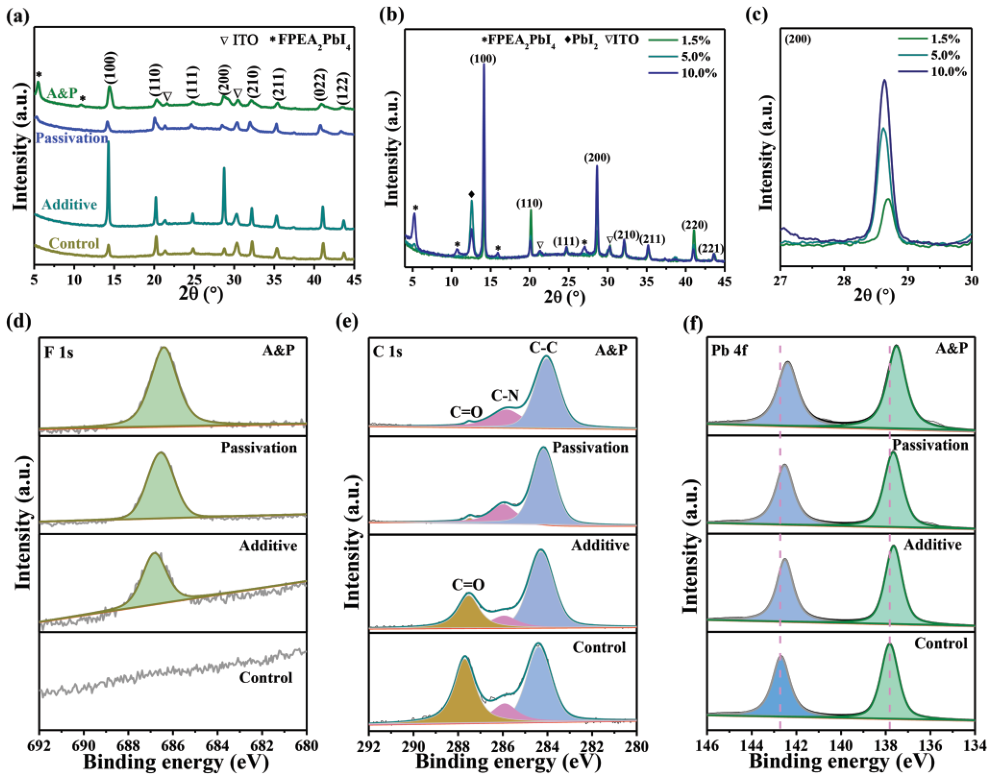 (a)
▽ ITO * FPEA₂PbI₄
*
(100)
A&P
*
(110)
▽
(111)
(200)
▽
(210)
(211)
(022)
(122)
Passivation
Additive
Control
Intensity (a.u.)
5 10 15 20 25 30 35 40 45
2θ (°)
(b)
*FPEA₂PbI₄ ♦PbI₂ ▽ITO
1.5%
5.0%
10.0%
(100)
*
*
♦
*
(110)
▽
(111)
*
(200)
▽
(210)
(211)
(220)
(221)
Intensity (a.u.)
5 10 15 20 25 30 35 40 45
2θ (°)
(c)
(200)
1.5%
5.0%
10.0%
Intensity (a.u.)
27 28 29 30
2θ (°)
(d)
F 1s
A&P
Passivation
Additive
Control
Intensity (a.u.)
692 690 688 686 684 682 680
Binding energy (eV)
(e)
C 1s
C-C
A&P
C-N
C=O
Passivation
Additive
C=O
Control
Intensity (a.u.)
292 290 288 286 284 282 280
Binding energy (eV)
(f)
Pb 4f
A&P
Passivation
Additive
Control
Intensity (a.u.)
146 144 142 140 138 136 134
Binding energy (eV)